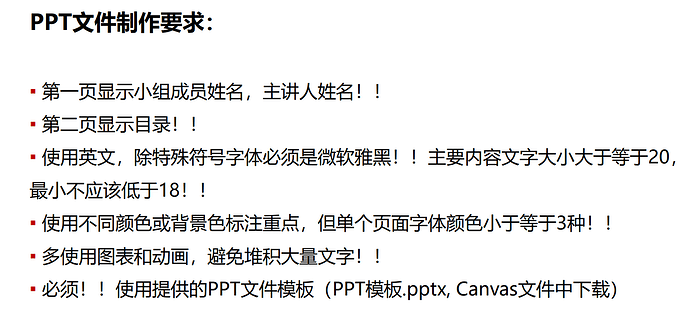 PPT文件制作要求：
▪ 第一页显示小组成员姓名，主讲人姓名！！
▪ 第二页显示目录！！
▪ 使用英文，除特殊符号字体必须是微软雅黑！！主要内容文字大小大于等于20，
最小不应该低于18！！
▪ 使用不同颜色或背景色标注重点，但单个页面字体颜色小于等于3种！！
▪ 多使用图表和动画，避免堆积大量文字！！
▪ 必须！！使用提供的PPT文件模板（PPT模板.pptx, Canvas文件中下载）